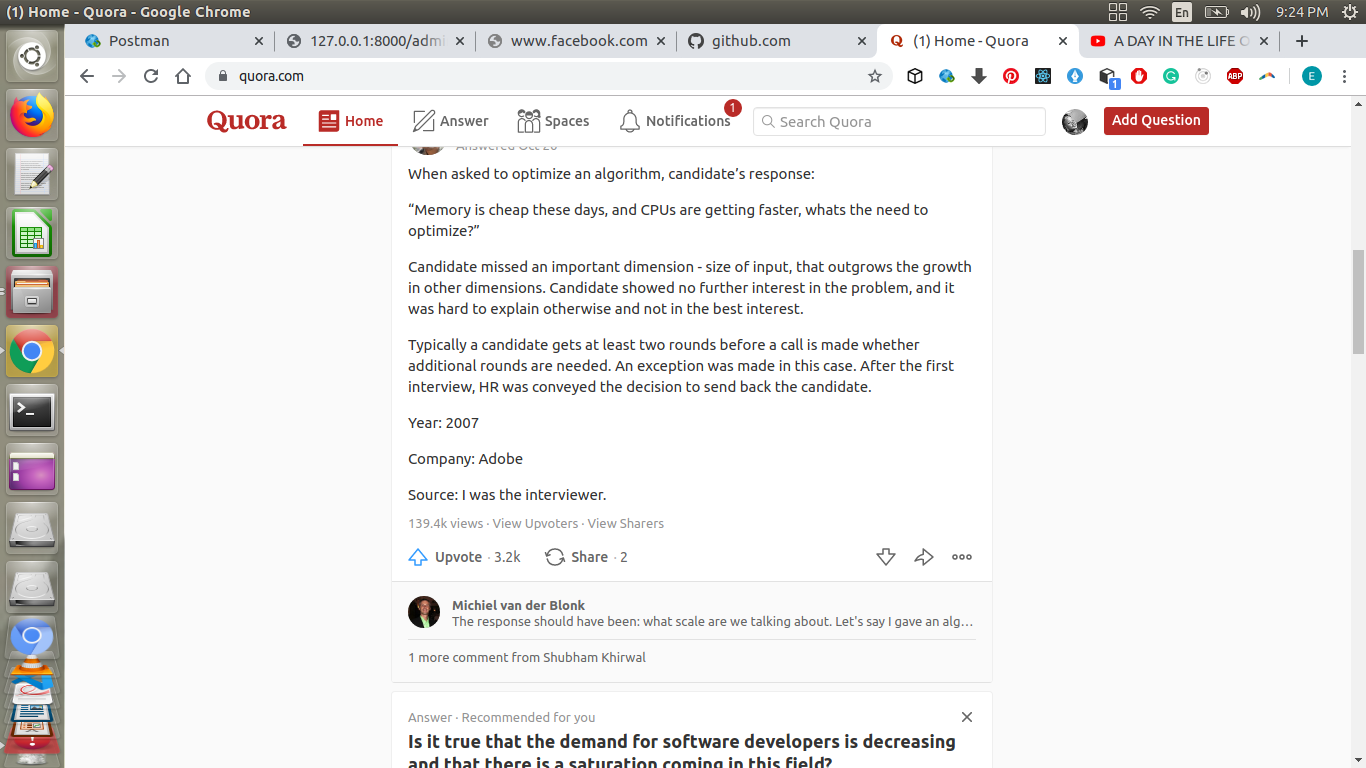 (1) Home - Quora - Google Chrome
En
9:24 PM
Postman
127.0.0.1:8000/adm
www.facebook.com
github.com
(1) Home - Quora
A DAY IN THE LIFE O
quora.com
1
ABP
E
Quora
Home
Answer
Spaces
Notifications
1
Search Quora
Add Question
Answered Oct 26
When asked to optimize an algorithm, candidate’s response:
“Memory is cheap these days, and CPUs are getting faster, whats the need to
optimize?”
Candidate missed an important dimension - size of input, that outgrows the growth
in other dimensions. Candidate showed no further interest in the problem, and it
was hard to explain otherwise and not in the best interest.
Typically a candidate gets at least two rounds before a call is made whether
additional rounds are needed. An exception was made in this case. After the first
interview, HR was conveyed the decision to send back the candidate.
Year: 2007
Company: Adobe
Source: I was the interviewer.
139.4k views · View Upvoters · View Sharers
Upvote · 3.2k
Share · 2
Michiel van der Blonk
The response should have been: what scale are we talking about. Let's say I gave an alg...
1 more comment from Shubham Khirwal
Answer · Recommended for you
Is it true that the demand for software developers is decreasing
and that there is a saturation coming in this field?